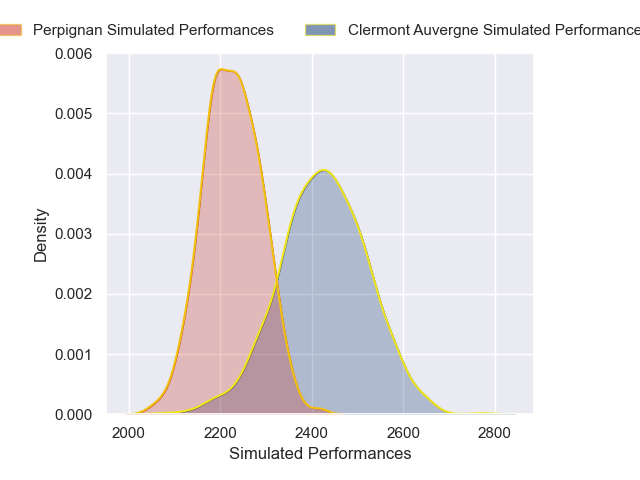 Perpignan Simulated Performances
Clermont Auvergne Simulated Performance
0.006
0.005
0.004
0.003
0.002
0.001
0.000
Density
2000 2200 2400 2600 2800
Simulated Performances